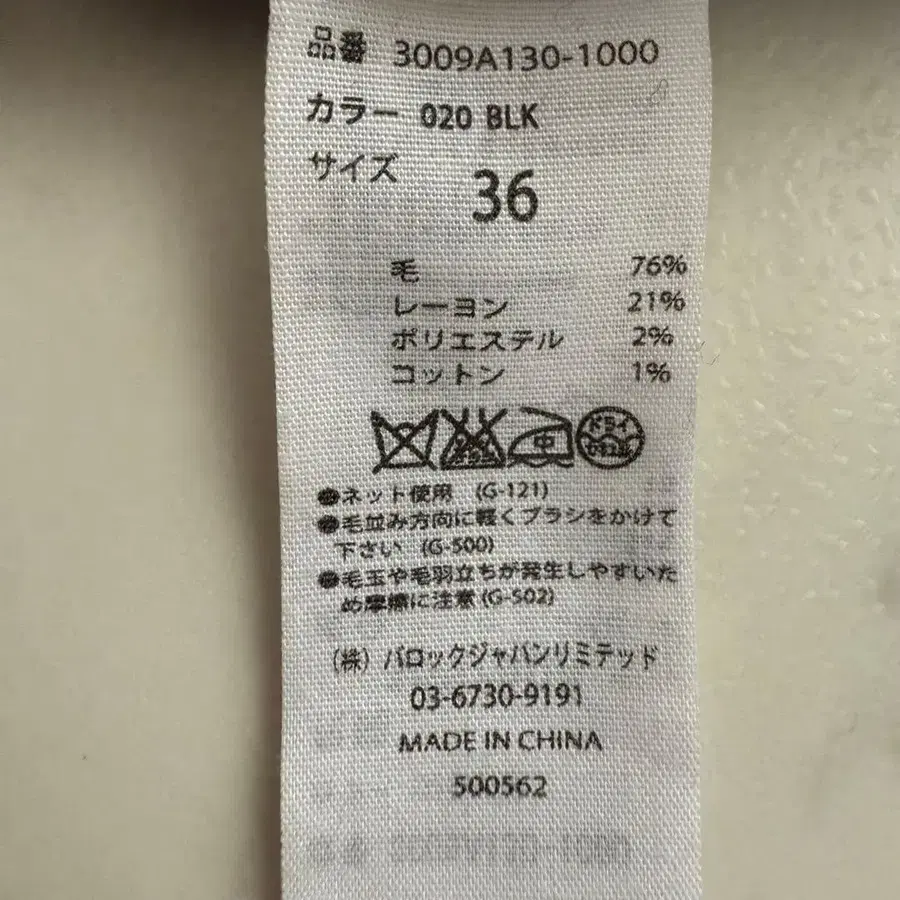 品番 3009A130-1000
カラー 020 BLK
サイズ 36
毛 76%
レーヨン 21%
ポリエステル 2%
コットン 1%
中 ドライ
●ネット使用 (G-121)
●毛並み方向に軽くブラシをかけて
下さい (G-500)
●毛玉や毛羽立ちが発生しやすいた
め摩擦に注意 (G-502)
(株) バロックジャパンリミテッド
03-6730-9191
MADE IN CHINA
500562